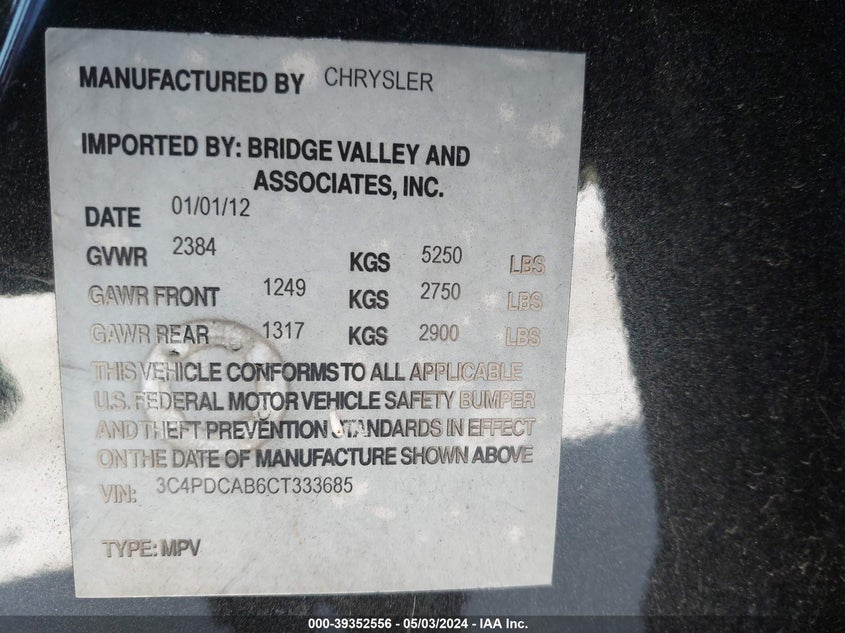 MANUFACTURED BY CHRYSLER
IMPORTED BY: BRIDGE VALLEY AND
ASSOCIATES, INC.
DATE 01/01/12
GVWR 2384 KGS 5250 LBS
GAWR FRONT 1249 KGS 2750 LBS
GAWR REAR 1317 KGS 2900 LBS
THIS VEHICLE CONFORMS TO ALL APPLICABLE
U.S. FEDERAL MOTOR VEHICLE SAFETY BUMPER
AND THEFT PREVENTION STANDARDS IN EFFECT
ON THE DATE OF MANUFACTURE SHOWN ABOVE
VIN: 3C4PDCAB6CT333685
TYPE: MPV
000-39352556 - 05/03/2024 - IAA Inc.